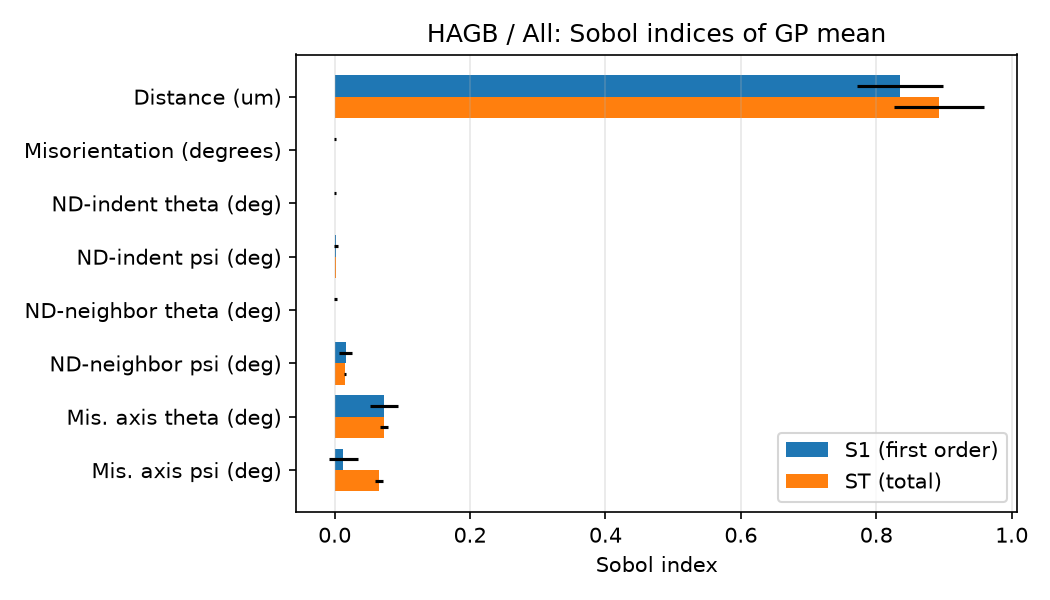 HAGB / All: Sobol indices of GP mean
Distance (um)
Misorientation (degrees)
ND-indent theta (deg)
ND-indent psi (deg)
ND-neighbor theta (deg)
ND-neighbor psi (deg)
Mis. axis theta (deg)
Mis. axis psi (deg)
S1 (first order)
ST (total)
0.0 0.2 0.4 0.6 0.8 1.0
Sobol index